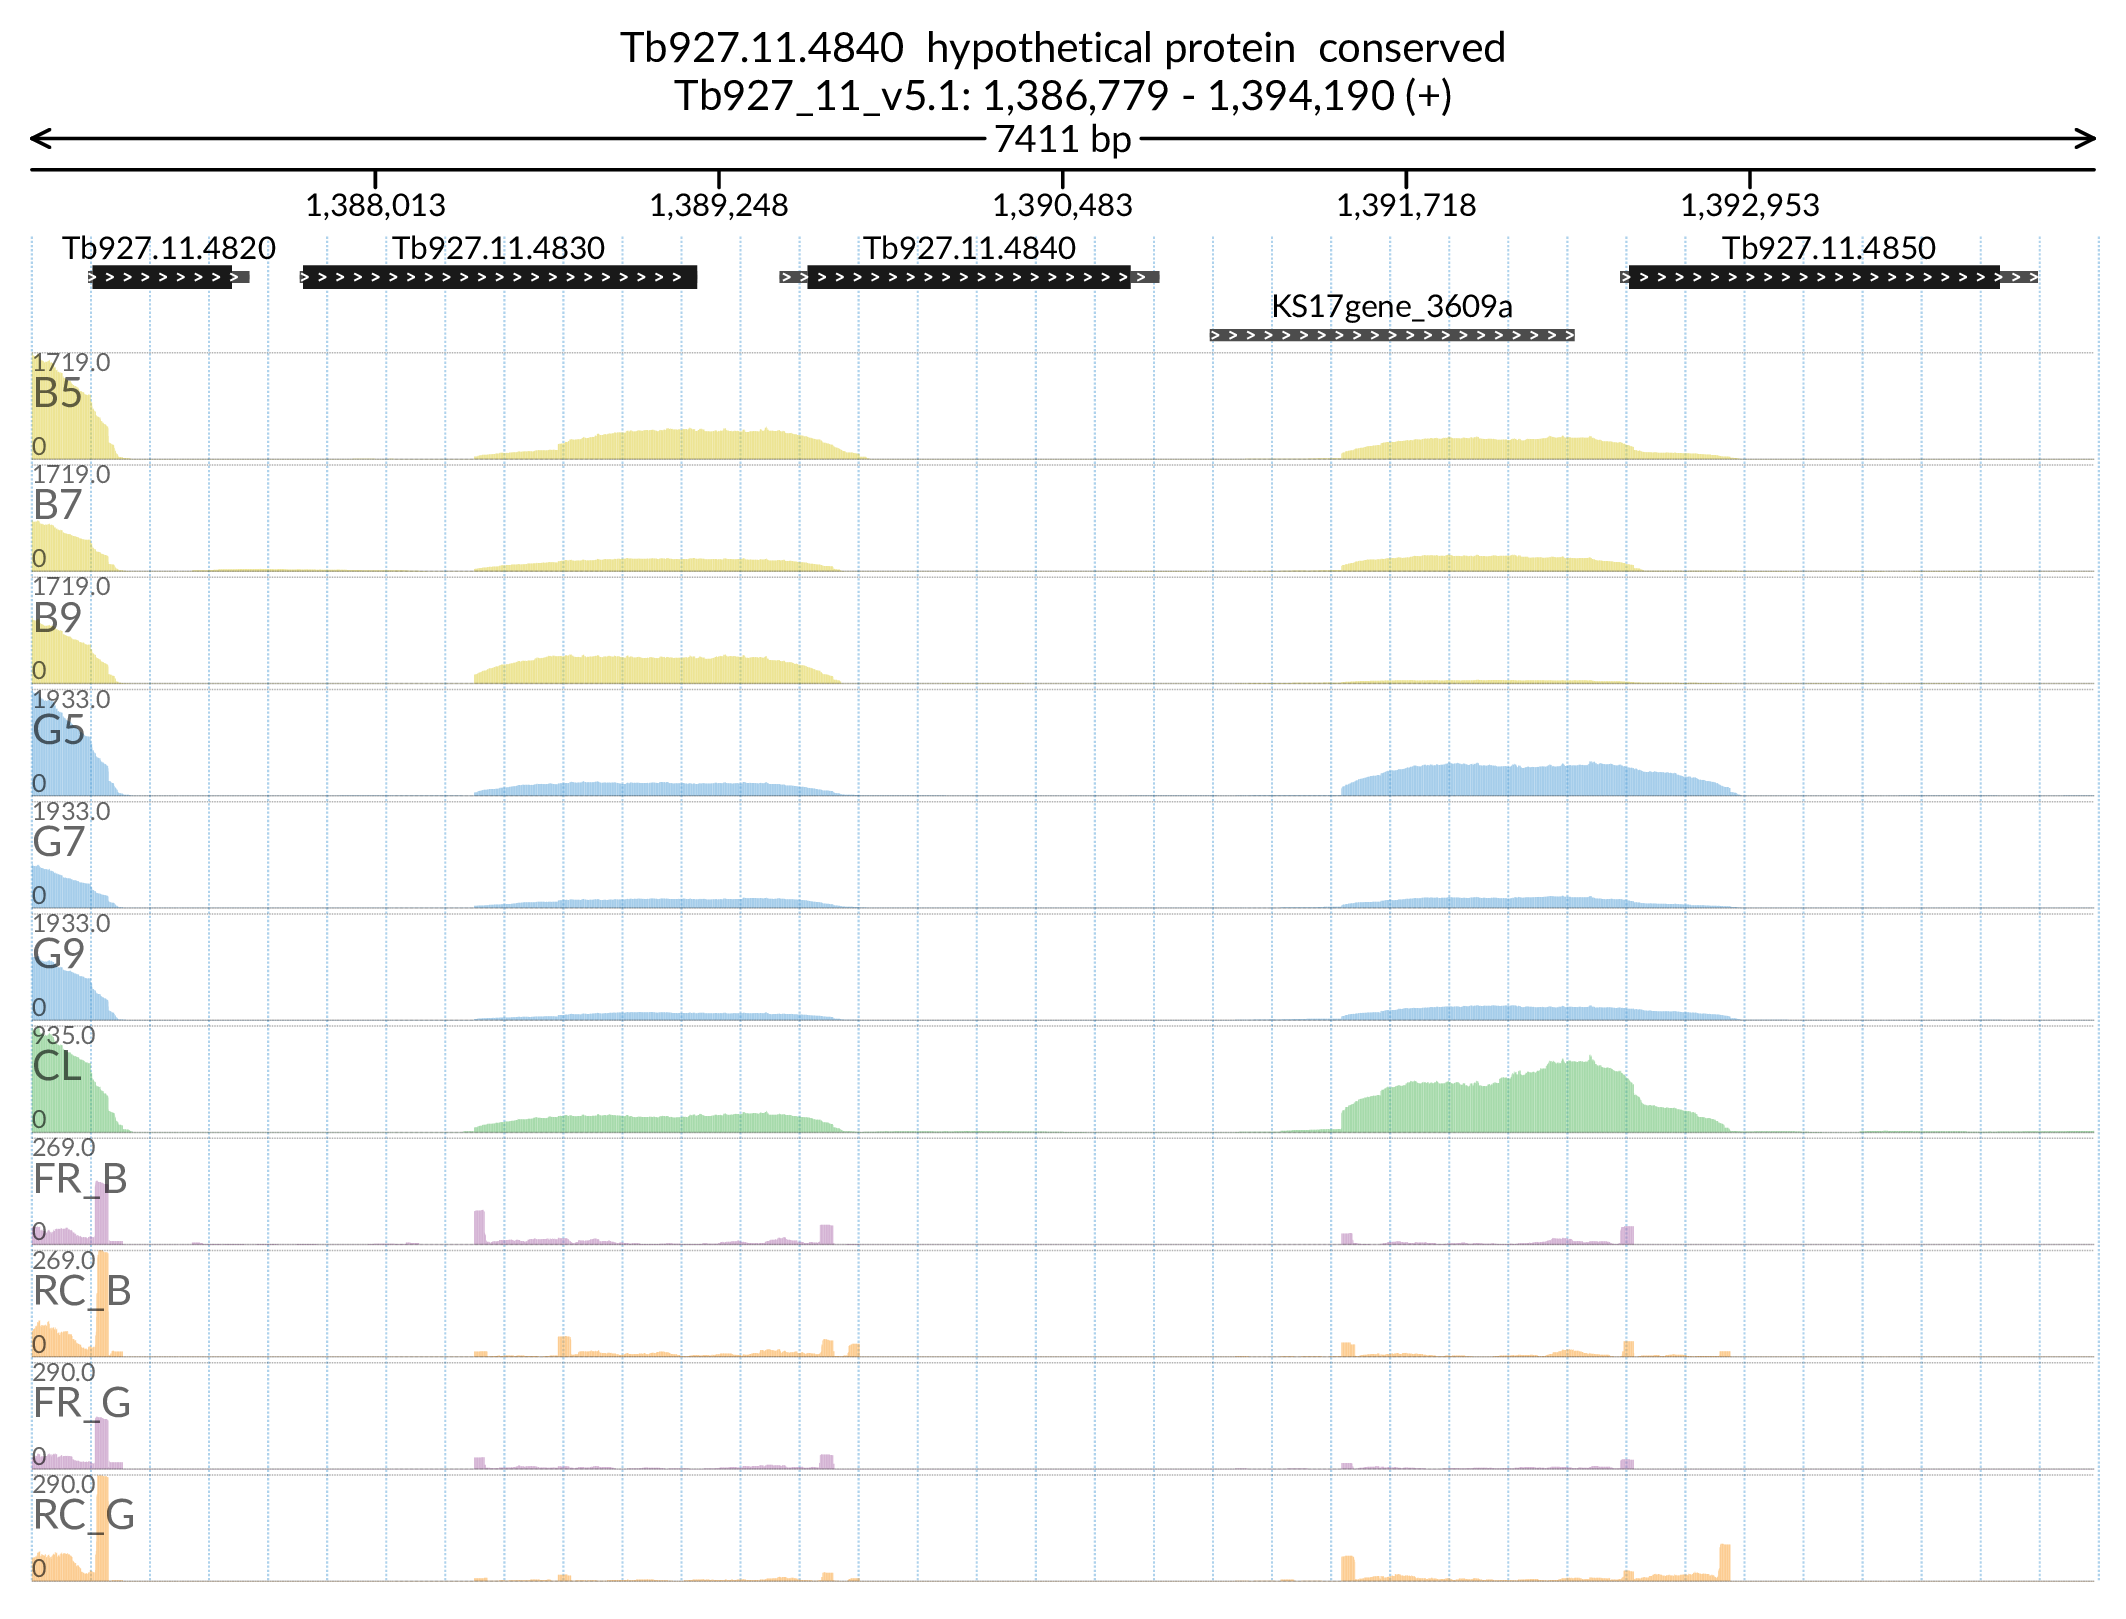 Tb927.11.4840 hypothetical protein conserved
Tb927_11_v5.1: 1,386,779 - 1,394,190 (+)
7411 bp
1,388,013 1,389,248 1,390,483 1,391,718 1,392,953
Tb927.11.4820 Tb927.11.4830 Tb927.11.4840 Tb927.11.4850
KS17gene_3609a
1719.0
B5
0
1719.0
B7
0
1719.0
B9
0
1933.0
G5
0
1933.0
G7
0
1933.0
G9
0
935.0
CL
0
269.0
FR_B
0
269.0
RC_B
0
290.0
FR_G
0
290.0
RC_G
0